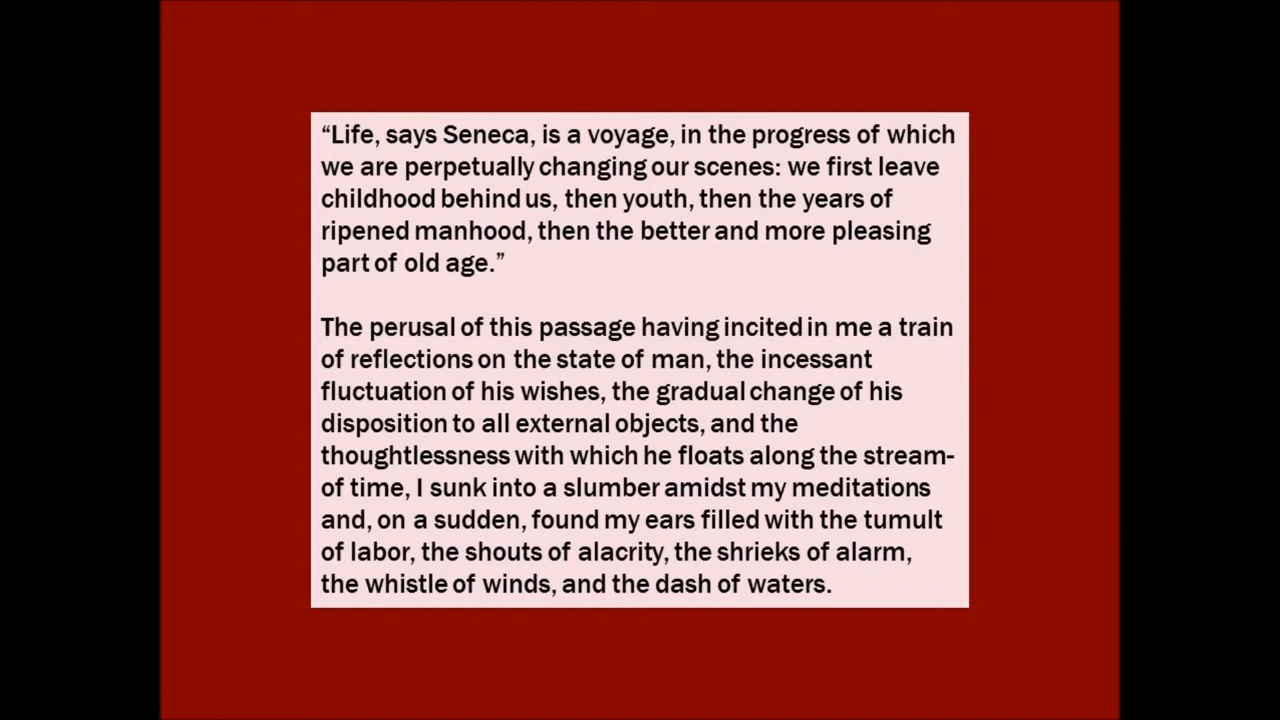 “Life, says Seneca, is a voyage, in the progress of which
we are perpetually changing our scenes: we first leave
childhood behind us, then youth, then the years of
ripened manhood, then the better and more pleasing
part of old age.”
The perusal of this passage having incited in me a train
of reflections on the state of man, the incessant
fluctuation of his wishes, the gradual change of his
disposition to all external objects, and the
thoughtlessness with which he floats along the stream-
of time, I sunk into a slumber amidst my meditations
and, on a sudden, found my ears filled with the tumult
of labor, the shouts of alacrity, the shrieks of alarm,
the whistle of winds, and the dash of waters.